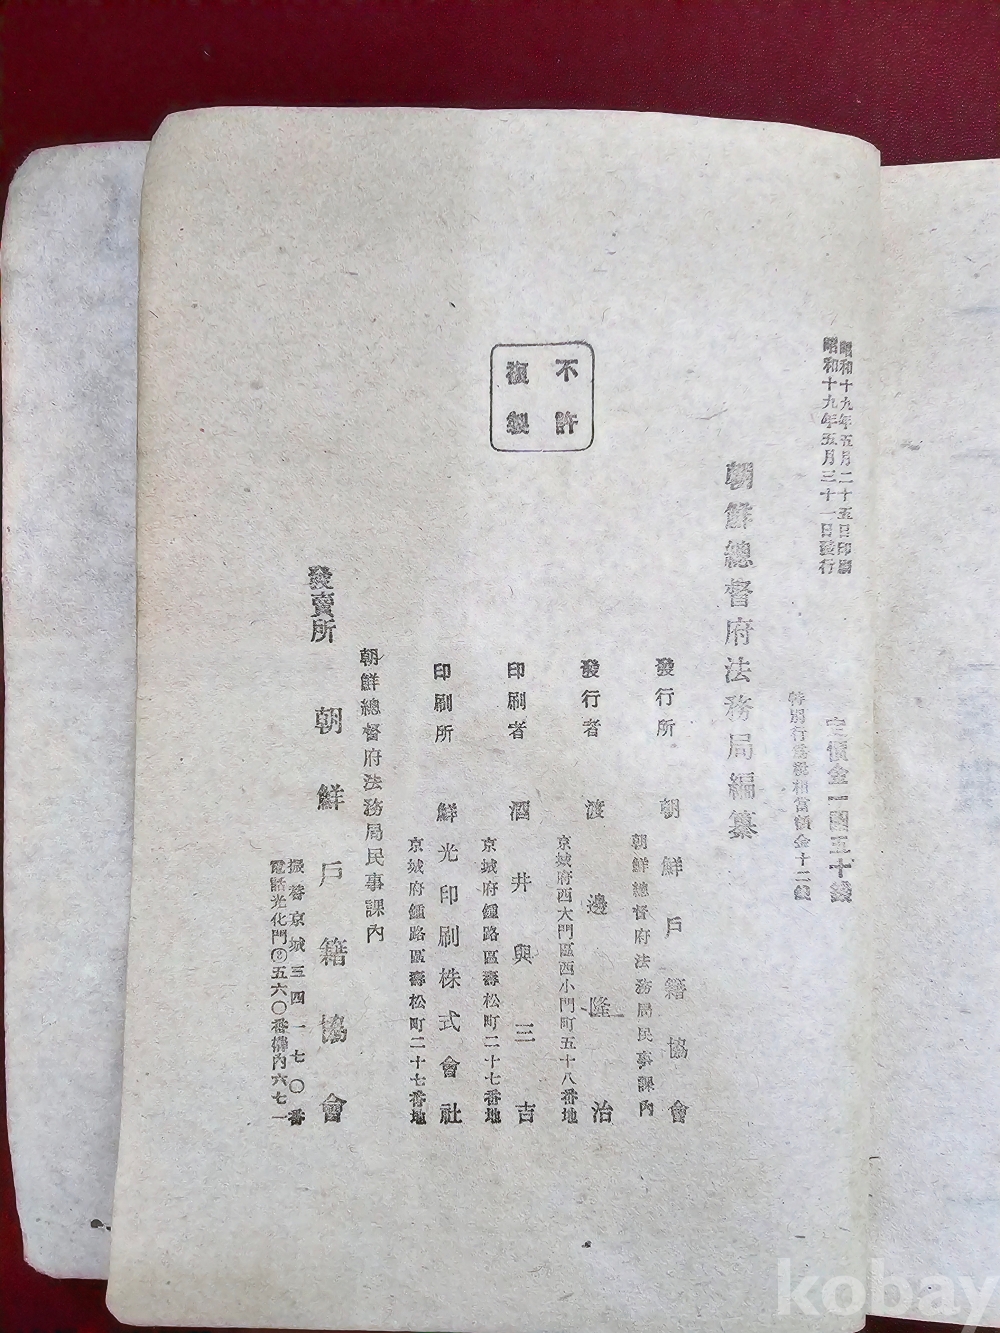 昭和十九年五月二十五日印刷
昭和十九年五月三十一日發行
定價金一圓五十錢
特別行爲稅相當額金十二錢
朝鮮總督府法務局編纂
不許
複製
發行所 朝鮮戶籍協會
朝鮮總督府法務局民事課內
發行者 渡邊隆治
京城府西大門區西小門町五十八番地
印刷者 酒井與三吉
京城府鍾路區壽松町二十七番地
印刷所 鮮光印刷株式會社
京城府鍾路區壽松町二十七番地
朝鮮總督府法務局民事課內
發賣所 朝鮮戶籍協會
振替京城三四一七〇番
電話光化門②五六〇番構內六七一
kobay